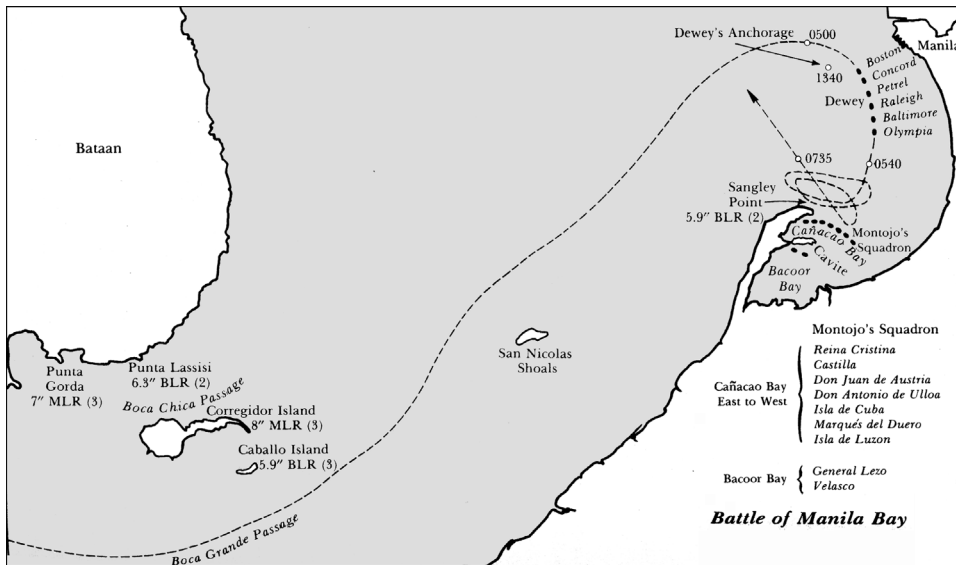 Dewey's Anchorage
0500
1340
Manila
Boston
Concord
Petrel
Raleigh
Baltimore
Olympia
Dewey
Bataan
0735
0540
Sangley
Point
5.9" BLR (2)
Montojo's
Squadron
Cañacao Bay
Cavite
Bacoor
Bay
San Nicolas
Shoals
Punta
Gorda
7" MLR (3)
Punta Lassisi
6.3" BLR (2)
Boca Chica Passage
Corregidor Island
8" MLR (3)
Caballo Island
5.9" BLR (3)
Boca Grande Passage
Montojo's Squadron
Cañacao Bay
East to West
Reina Cristina
Castilla
Don Juan de Austria
Don Antonio de Ulloa
Isla de Cuba
Marqués del Duero
Isla de Luzon
Bacoor Bay
General Lezo
Velasco
Battle of Manila Bay